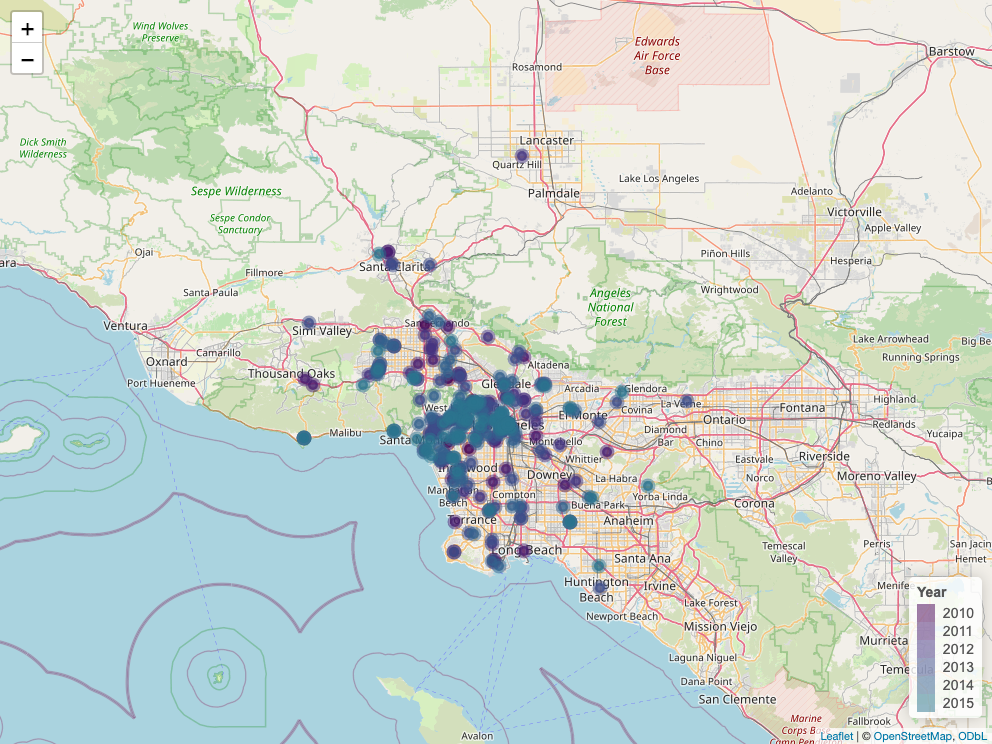 +
−
Wind Wolves
Preserve
Edwards
Air Force
Base
Barstow
Rosamond
Dick Smith
Wilderness
Lancaster
Quartz Hill
Lake Los Angeles
Palmdale
Sespe Wilderness
Adelanto
Victorville
Sespe Condor
Sanctuary
Apple Valley
Ojai
Piñon Hills
Hesperia
ara
Santa Clarita
Fillmore
Wrightwood
Santa Paula
Angeles
National
Forest
Ventura
Simi Valley
Lake Arrowhead
Big Be
Running Springs
Camarillo
Oxnard
Thousand Oaks
Altadena
Port Hueneme
Glendale
Arcadia
Glendora
La Verne
Highland
Fontana
West
Covina
Ontario
Redlands
El Monte
eles
Malibu
Santa M
Diamond
Bar
Chino
Yucaipa
Montebello
Whittier
Eastvale
Riverside
Norco
Moreno Valley
Downey
La Habra
B
Manhattan
Beach
Compton
Yorba Linda
Corona
Buena Park
Torrance
Anaheim
Perris
San Jacin
Hemet
Temescal
Valley
Long Beach
Santa Ana
Huntington
Beach
Irvine
Menife
Lake Forest
Newport Beach
Mission Viejo
Murrieta
Laguna Niguel
Temecula
Dana Point
San Clemente
Marine
Corps Base
Camp Pen
Fallbrook
Avalon
Year
2010
2011
2012
2013
2014
2015
Leaflet | © OpenStreetMap, ODbL